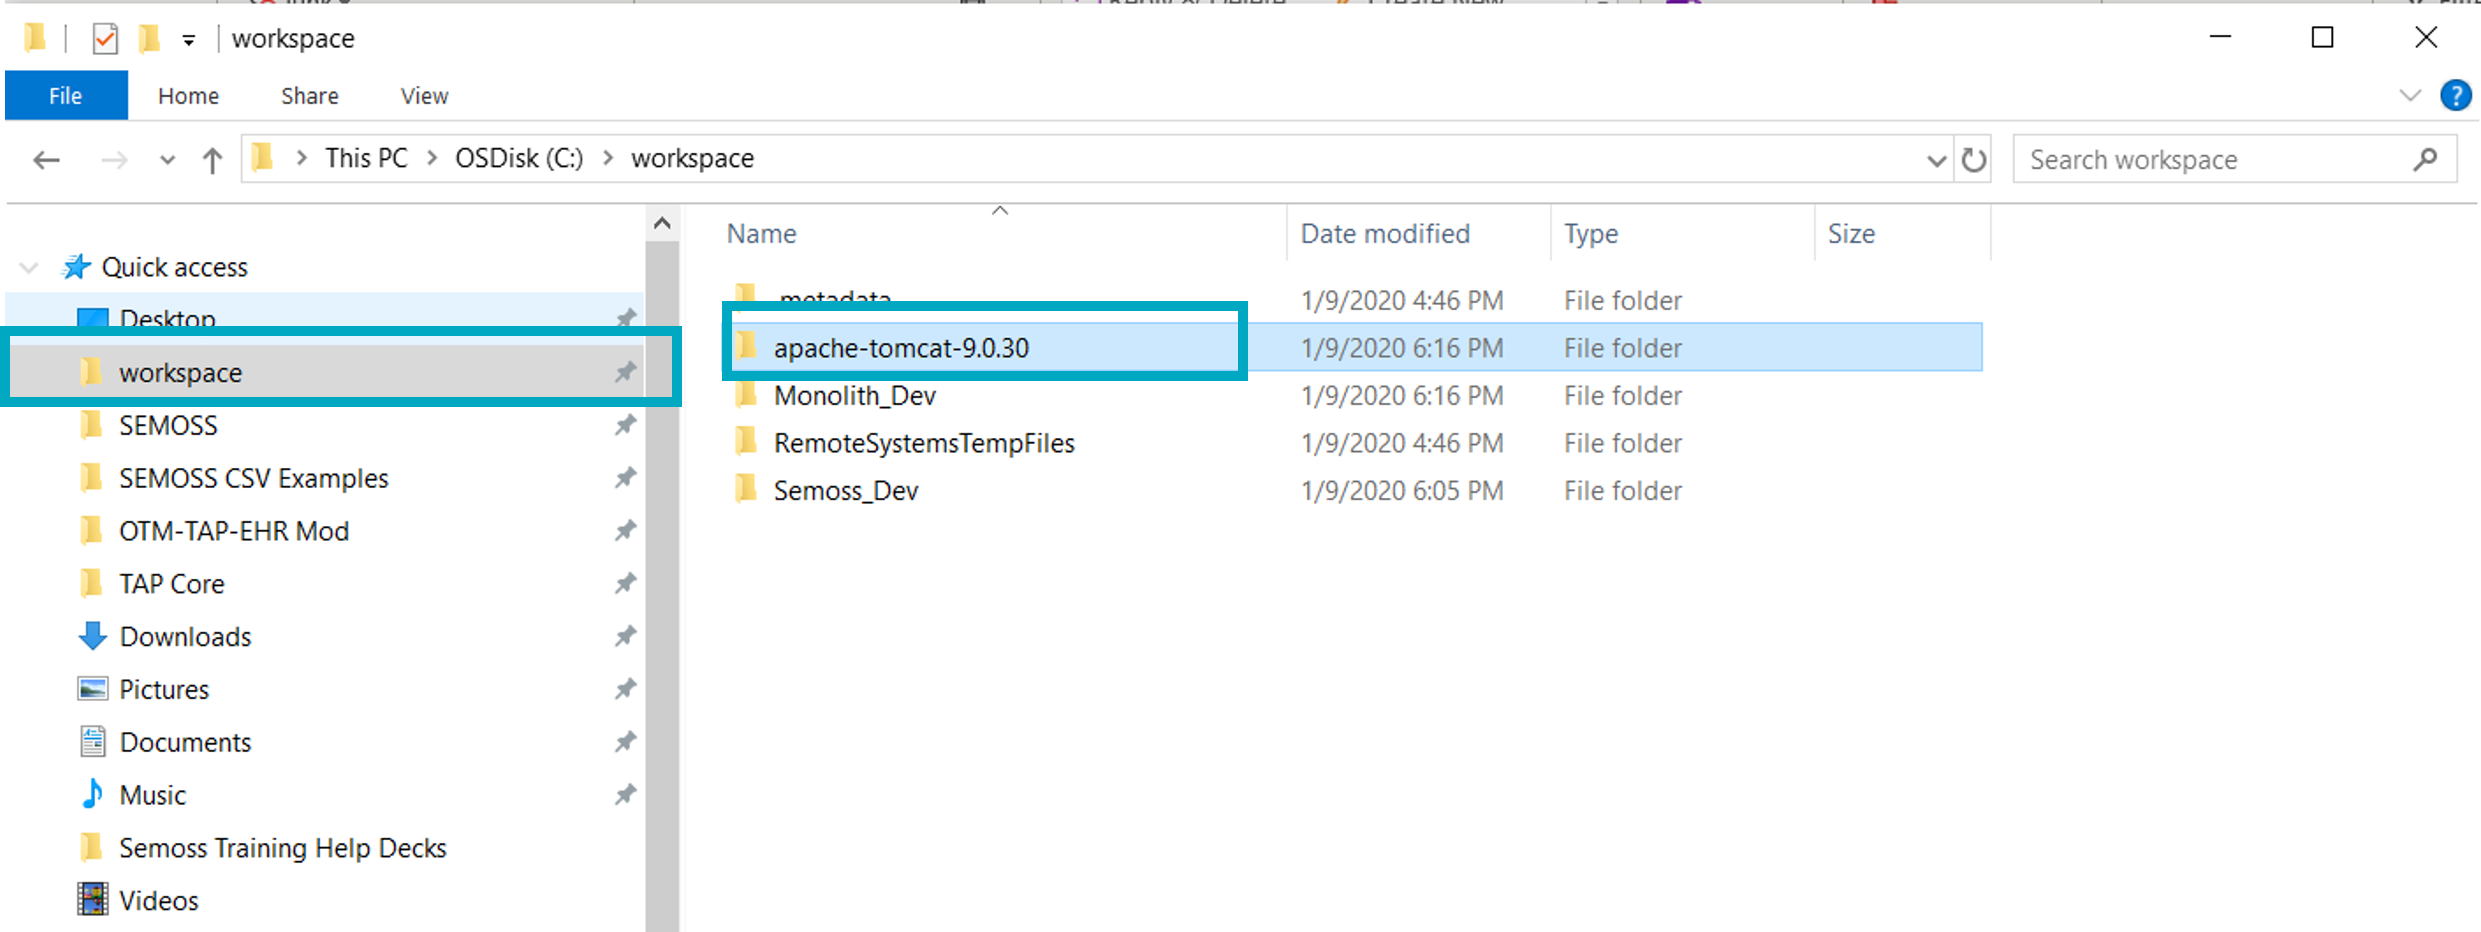 workspace
File Home Share View
This PC > OSDisk (C:) > workspace
Search workspace
Name Date modified Type Size
Quick access
Desktop
workspace
SEMOSS
SEMOSS CSV Examples
OTM-TAP-EHR Mod
TAP Core
Downloads
Pictures
Documents
Music
Semoss Training Help Decks
Videos
.metadata 1/9/2020 4:46 PM File folder
apache-tomcat-9.0.30 1/9/2020 6:16 PM File folder
Monolith_Dev 1/9/2020 6:16 PM File folder
RemoteSystemsTempFiles 1/9/2020 4:46 PM File folder
Semoss_Dev 1/9/2020 6:05 PM File folder